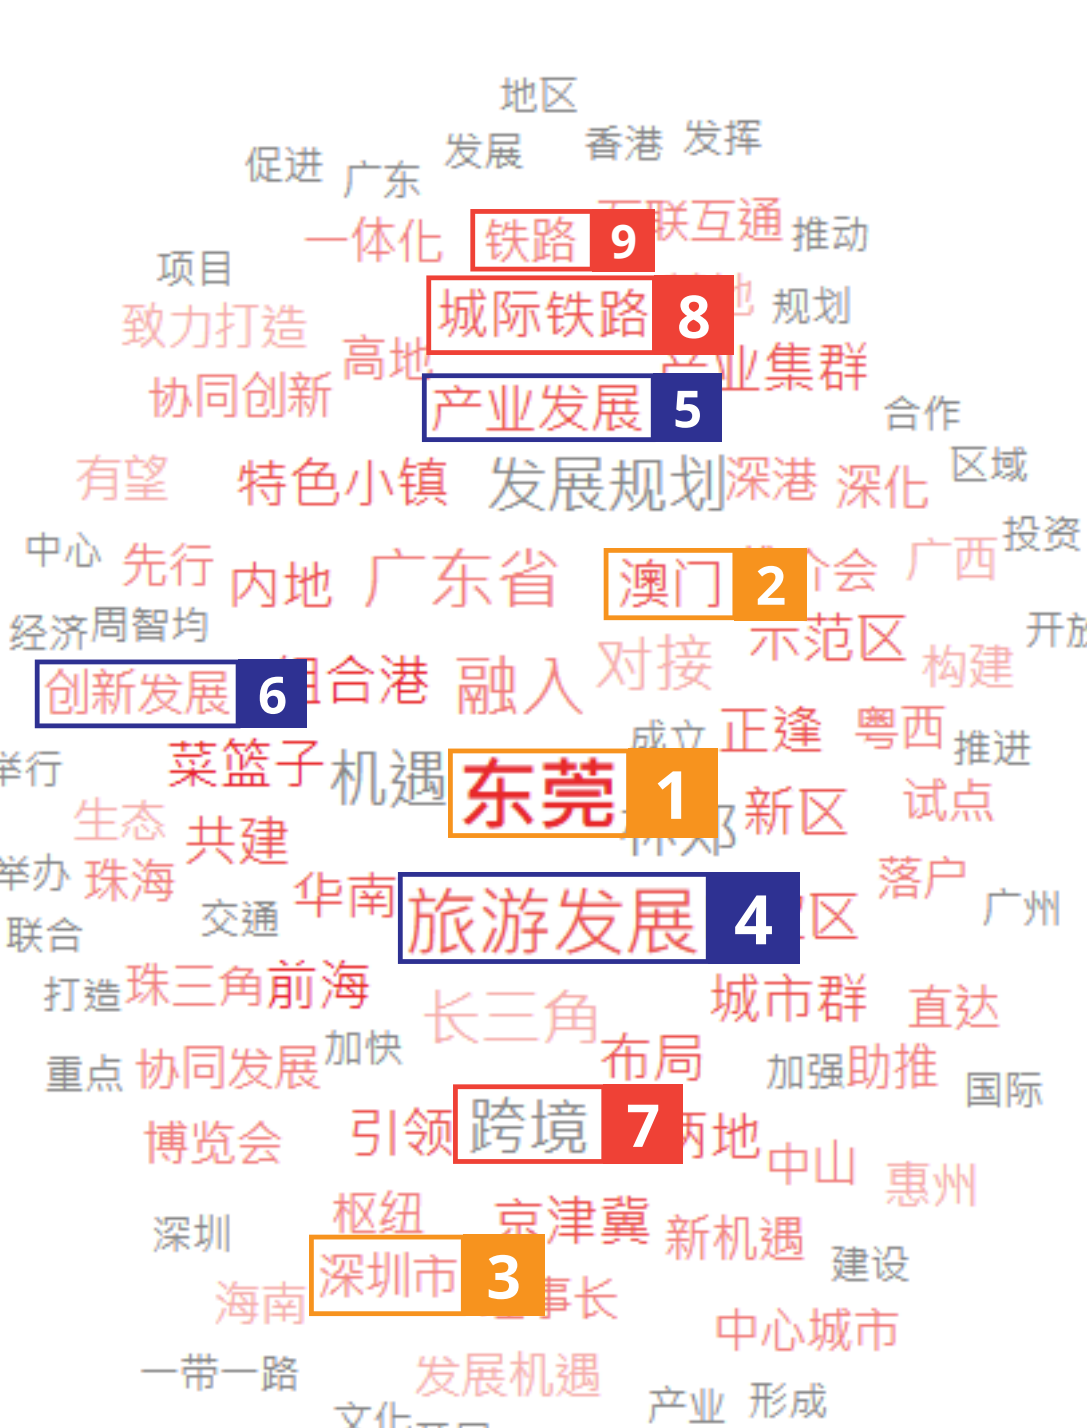 地区
促进 广东 发展 香港 发挥
一体化 铁路 9 联互通 推动
项目 城际铁路 8 地 规划
致力打造
高地 产业集群
协同创新 产业发展 5 合作
有望 特色小镇 发展规划 深港 深化 区域
中心 先行 内地 广东省 澳门 2 介会 广西 投资
经济 周智均 对接 示范区 构建 开放
创新发展 6 组合港 融入
成立 正逢 粤西 推进
举行 菜篮子 机遇 东莞 1 新区 试点
生态 共建 林郑
举办 珠海 华南 旅游发展 4 区 落户 广州
联合 交通
打造 珠三角 前海 长三角 城市群 直达
重点 协同发展 加快 布局 加强 助推 国际
博览会 引领 跨境 7 两地 中山 惠州
深圳 枢纽 京津冀 新机遇 建设
海南 深圳市 3 事长 中心城市
一带一路 发展机遇 产业 形成
文化